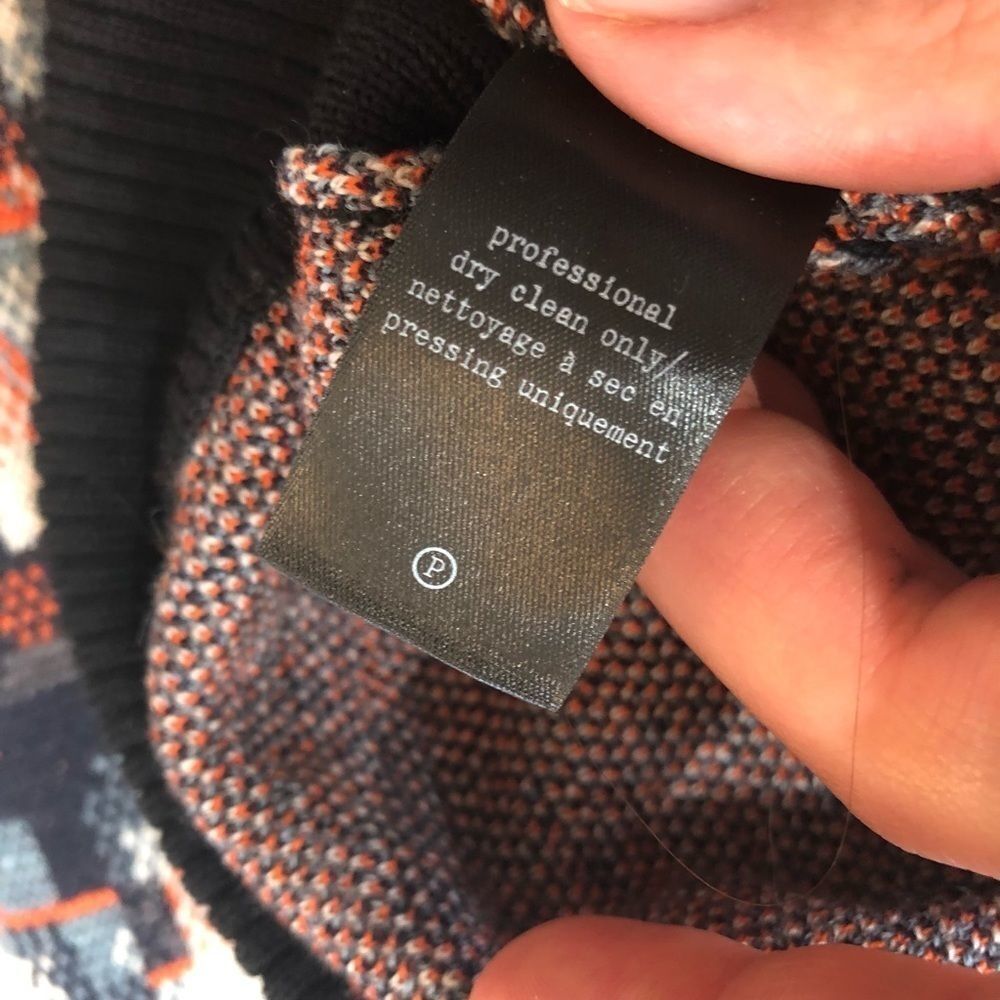 professional
dry clean only/
nettoyage à sec en
pressing uniquement
P